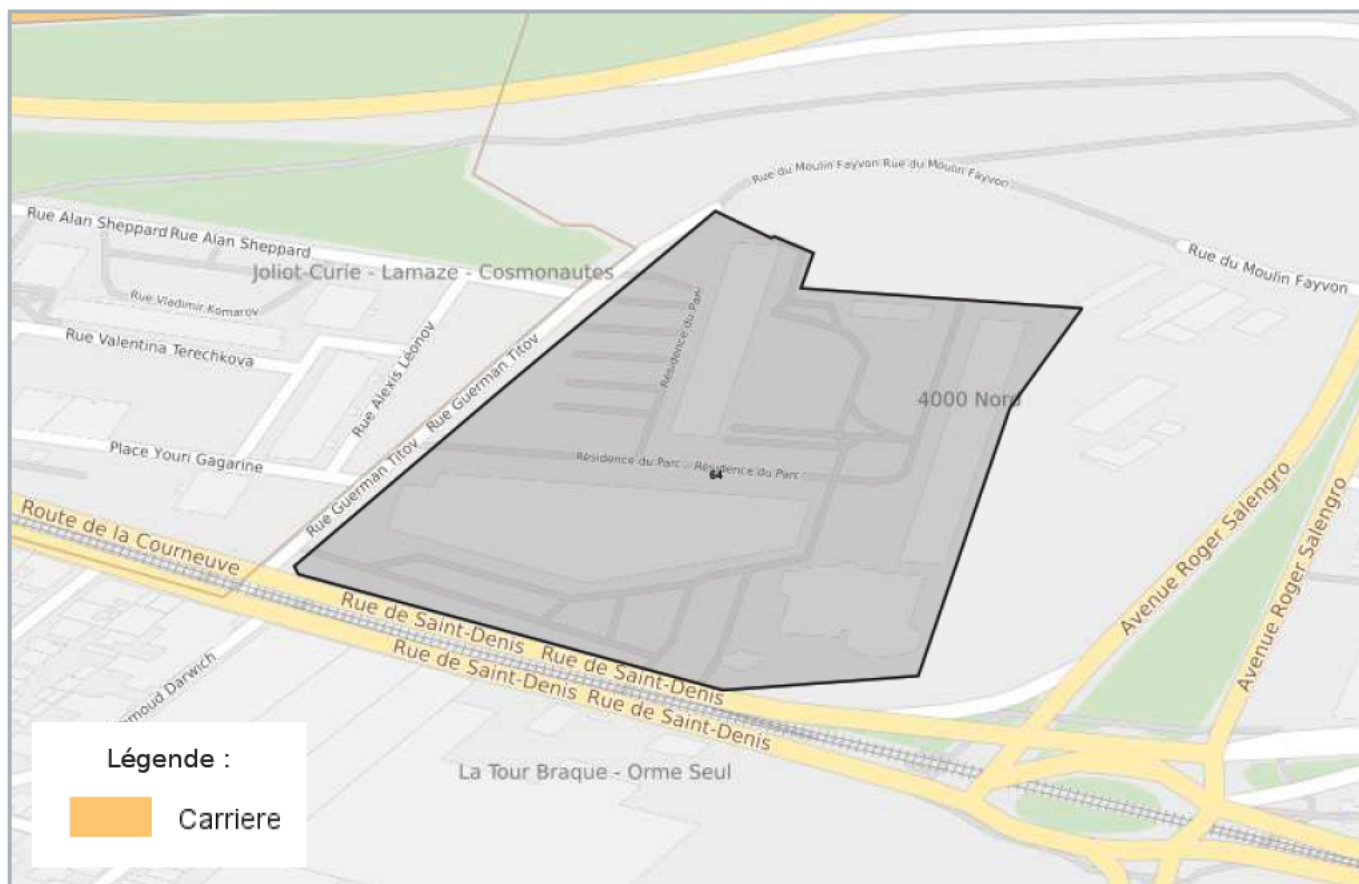 Rue du Moulin Fayvon Rue du Moulin Fayvon
Rue Alan Sheppard Rue Alan Sheppard
Rue du Moulin Fayvon
Joliot-Curie - Lamaze - Cosmonautes
Rue Vladimir Komarov
Rue Valentina Terechkova
Rue Alexis Léonov
Rue Guerman Titov
Résidence du Parc
4000 Nord
Place Youri Gagarine
Rue Guerman Titov
Résidence du Parc Résidence du Parc
64
Route de la Courneuve
Avenue Roger Salengro
Avenue Roger Salengro
Rue de Saint-Denis Rue de Saint-Denis
Rue de Saint-Denis Rue de Saint-Denis
Darwich
La Tour Braque - Orme Seul
Légende :
Carriere